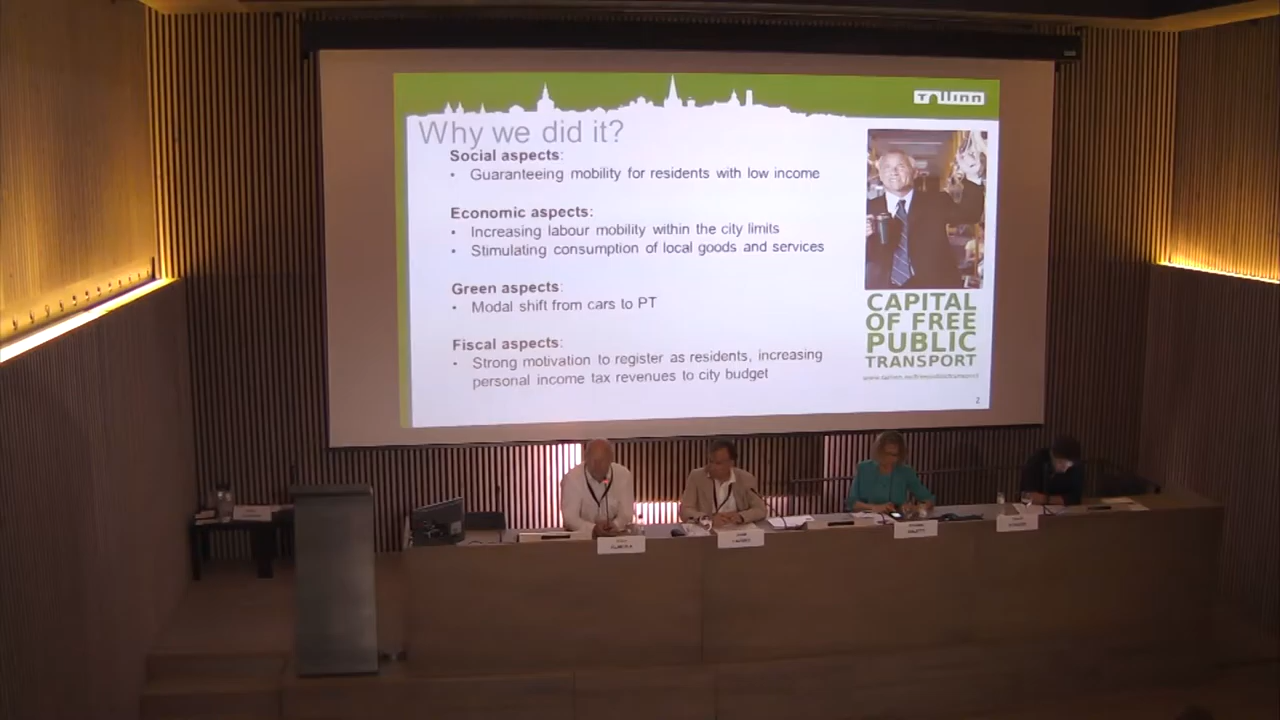 Tallinn
Why we did it?
Social aspects:
• Guaranteeing mobility for residents with low income
Economic aspects:
• Increasing labour mobility within the city limits
• Stimulating consumption of local goods and services
Green aspects:
• Modal shift from cars to PT
Fiscal aspects:
• Strong motivation to register as residents, increasing
personal income tax revenues to city budget
CAPITAL
OF FREE
PUBLIC
TRANSPORT
2